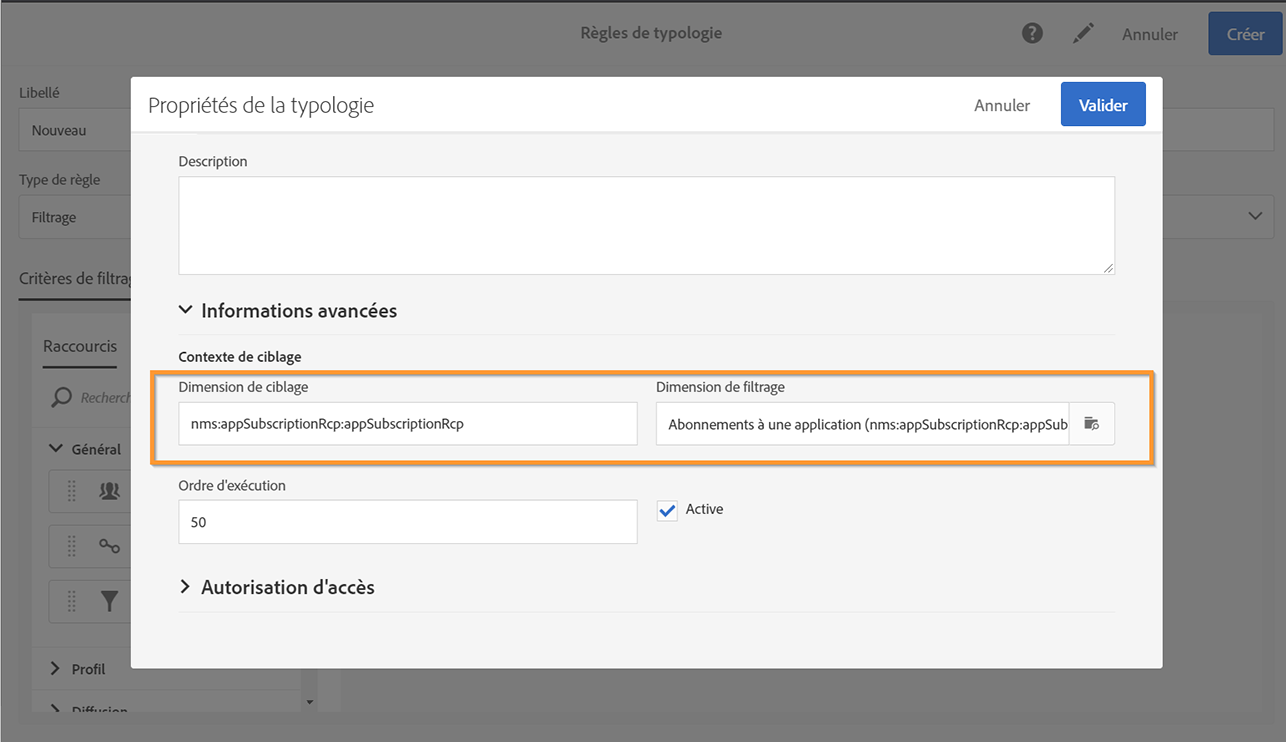 Règles de typologie
?
Annuler
Créer
Libellé
Nouveau
Type de règle
Filtrage
Critères de filtrag
Raccourcis
Recherch
Général
Profil
Diffusion
Propriétés de la typologie
Annuler
Valider
Description
Informations avancées
Contexte de ciblage
Dimension de ciblage
Dimension de filtrage
nms:appSubscriptionRcp:appSubscriptionRcp
Abonnements à une application (nms:appSubscriptionRcp:appSub
Ordre d'exécution
50
Active
Autorisation d'accès